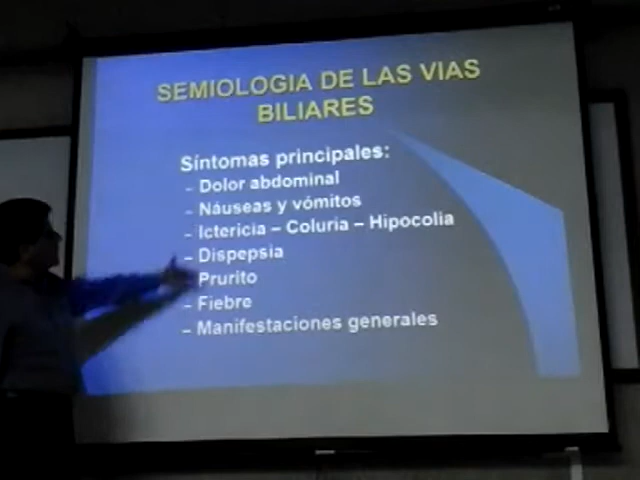 SEMIOLOGIA DE LAS VIAS
BILIARES
Síntomas principales:
– Dolor abdominal
– Náuseas y vómitos
– Ictericia – Coluria – Hipocolia
– Dispepsia
Prurito
– Fiebre
– Manifestaciones generales